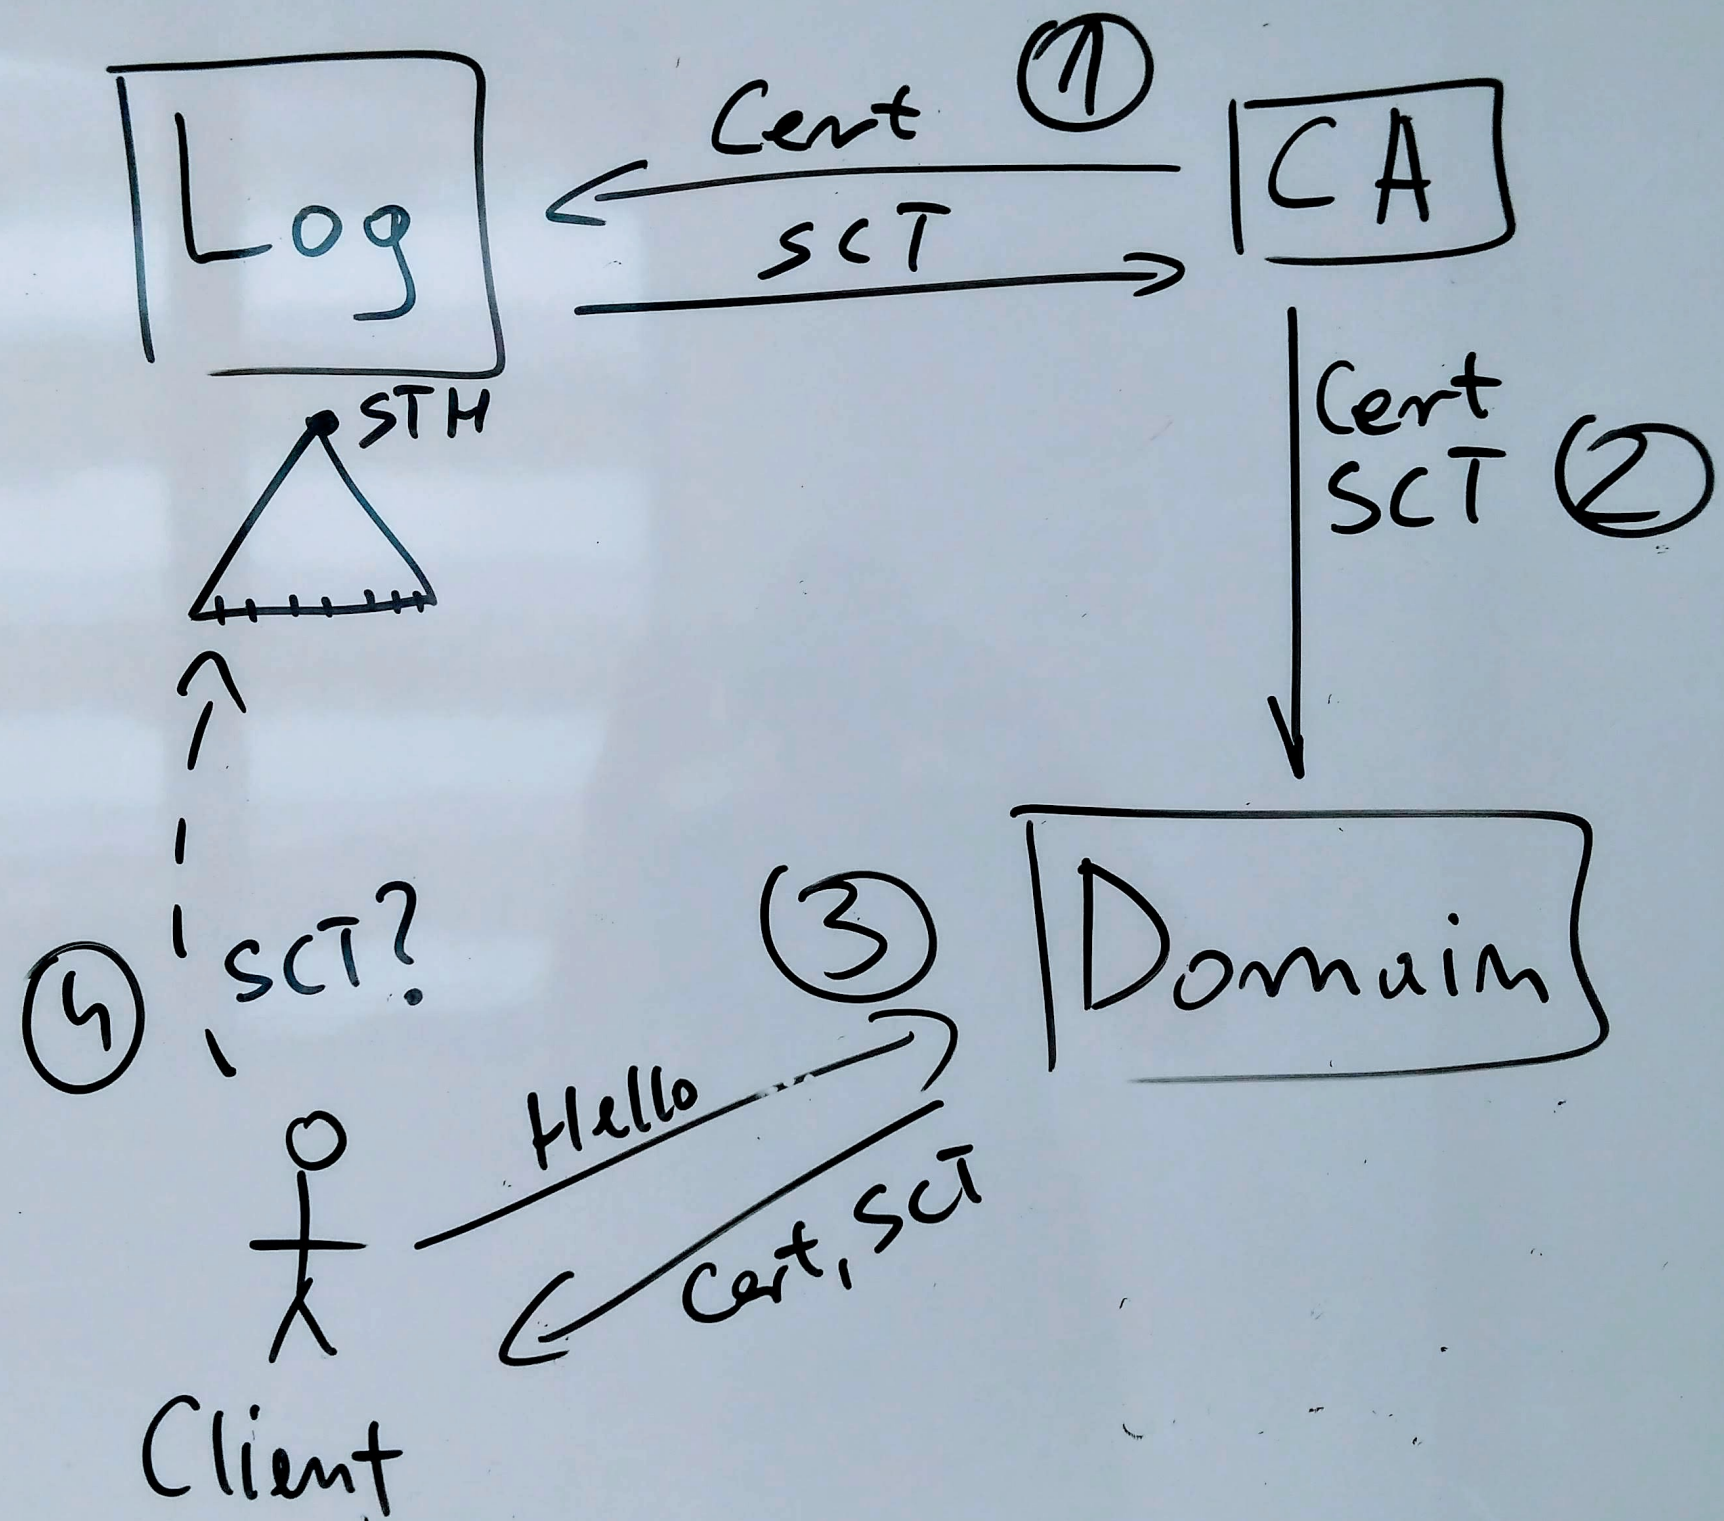 Log
Cert
1
CA
SCT
STH
Cert
SCT
2
3
Domain
4
SCT?
Hello
Cert, SCT
Client